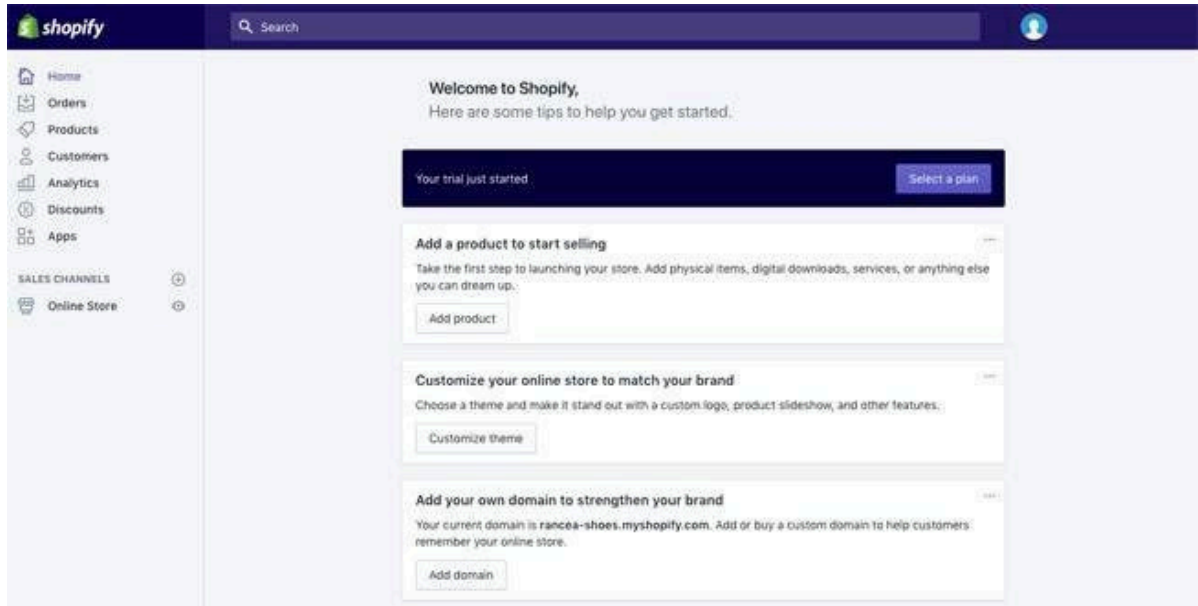 shopify
Search
Home
Orders
Products
Customers
Analytics
Discounts
Apps
SALES CHANNELS
Online Store
Welcome to Shopify,
Here are some tips to help you get started.
Your trial just started
Select a plan
Add a product to start selling
Take the first step to launching your store. Add physical items, digital downloads, services, or anything else
you can dream up.
Add product
Customize your online store to match your brand
Choose a theme and make it stand out with a custom logo, product slideshow, and other features.
Customize theme
Add your own domain to strengthen your brand
Your current domain is rancea-shoes.myshopify.com. Add or buy a custom domain to help customers
remember your online store.
Add domain